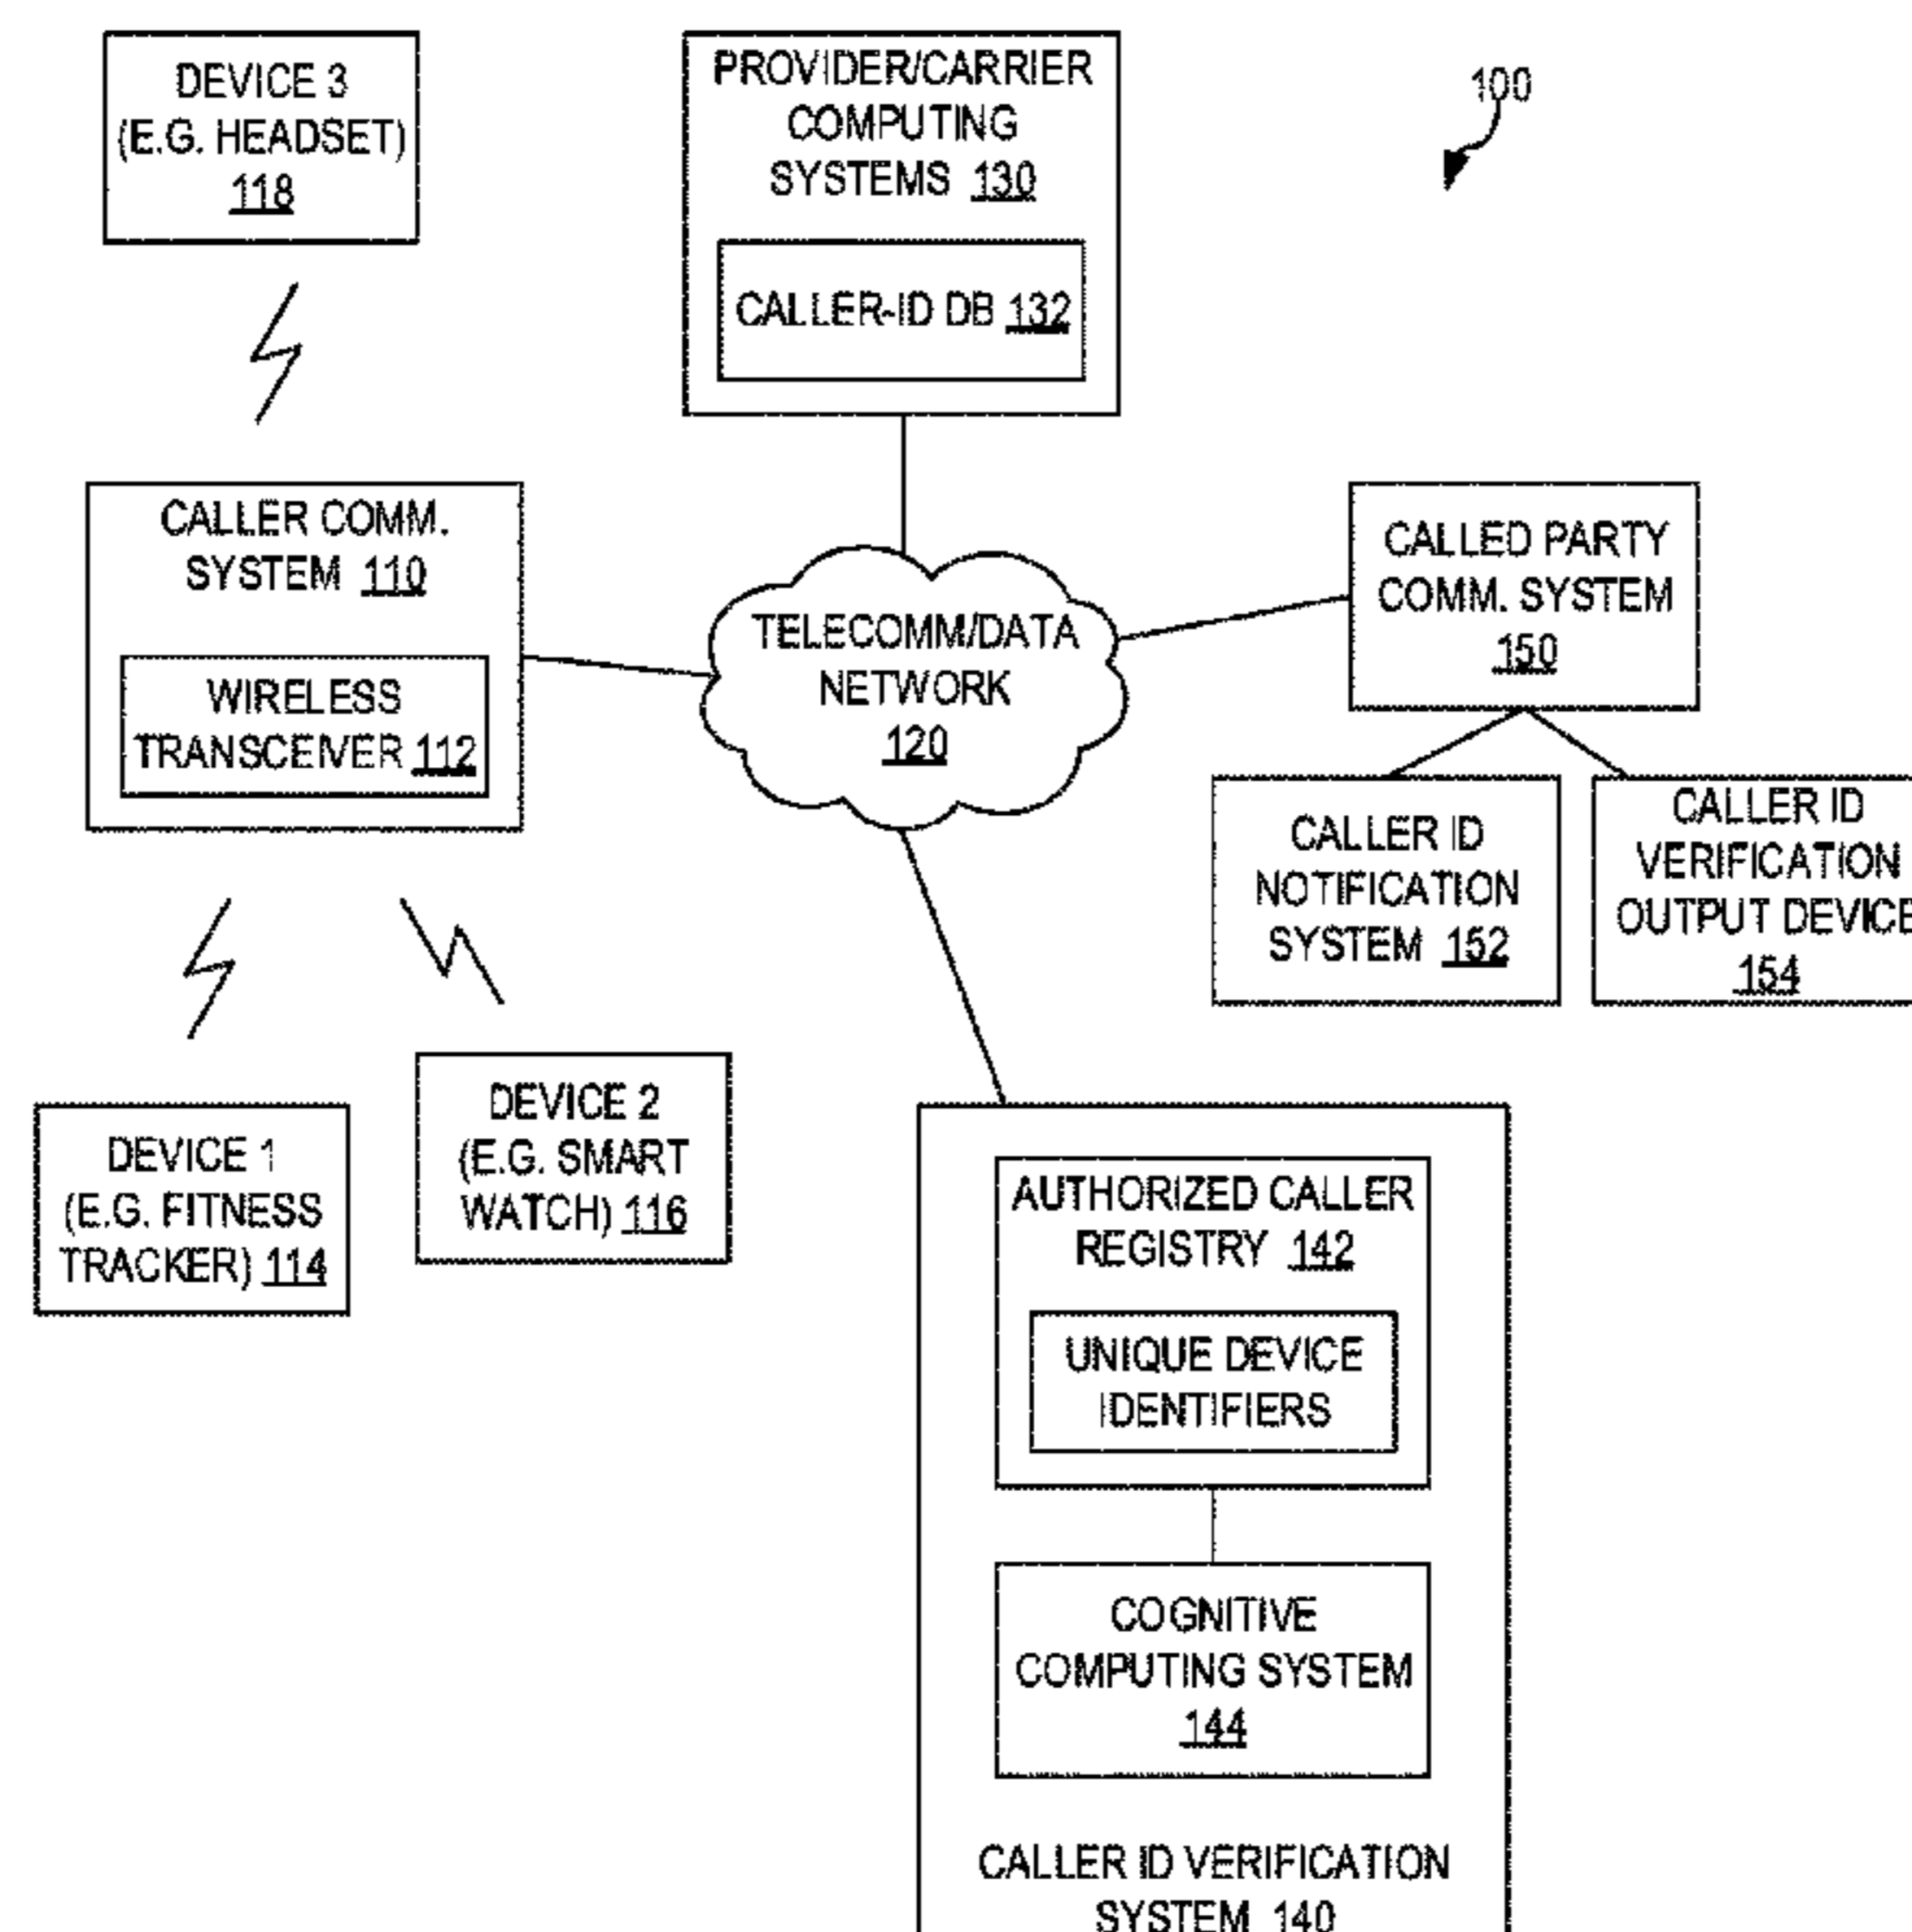 DEVICE 3
(E.G. HEADSET)
118
PROVIDER/CARRIER
COMPUTING
SYSTEMS 130
CALLER-ID DB 132
100
CALLER COMM.
SYSTEM 110
WIRELESS
TRANSCEIVER 112
TELECOMM/DATA
NETWORK
120
CALLED PARTY
COMM. SYSTEM
150
CALLER ID
NOTIFICATION
SYSTEM 152
CALLER ID
VERIFICATION
OUTPUT DEVICE
154
DEVICE 1
(E.G. FITNESS
TRACKER) 114
DEVICE 2
(E.G. SMART
WATCH) 116
AUTHORIZED CALLER
REGISTRY 142
UNIQUE DEVICE
IDENTIFIERS
COGNITIVE
COMPUTING SYSTEM
144
CALLER ID VERIFICATION
SYSTEM 140